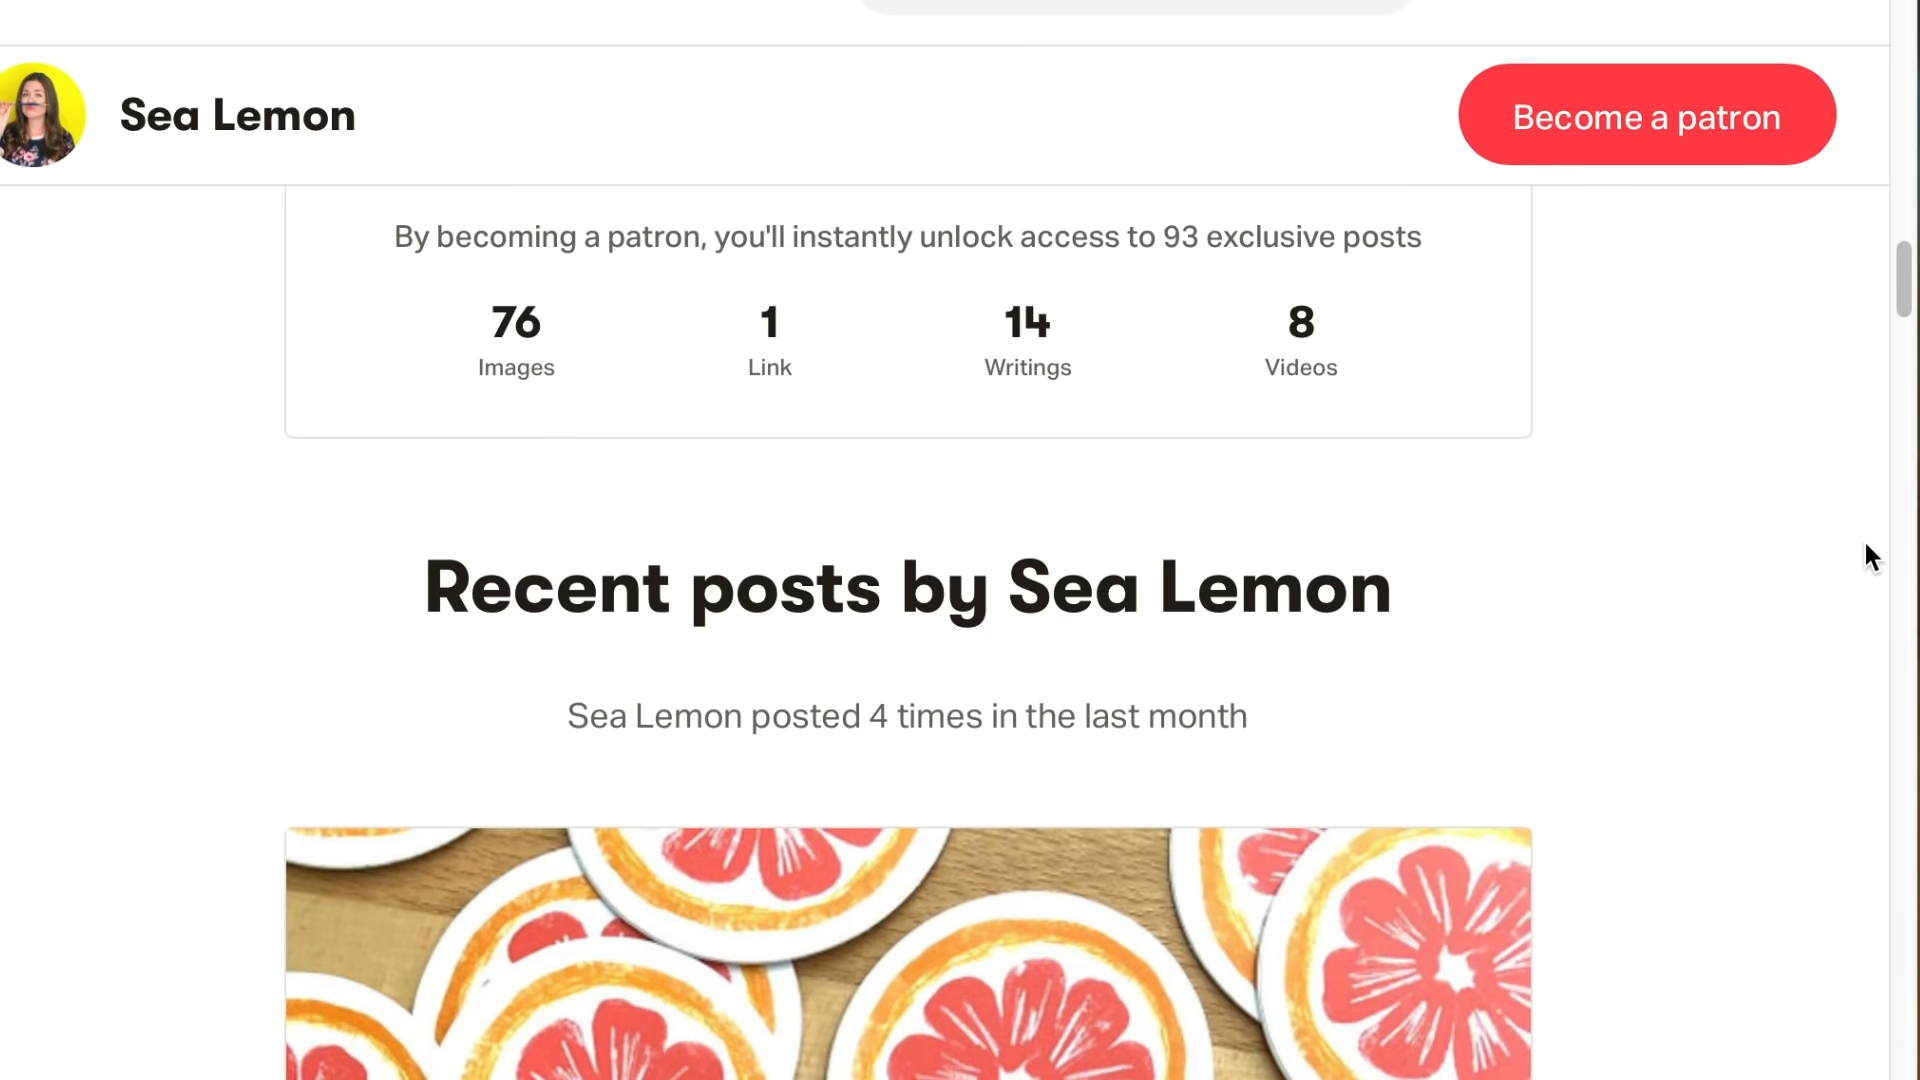 Sea Lemon
Become a patron
By becoming a patron, you'll instantly unlock access to 93 exclusive posts
76
Images
1
Link
14
Writings
8
Videos
Recent posts by Sea Lemon
Sea Lemon posted 4 times in the last month